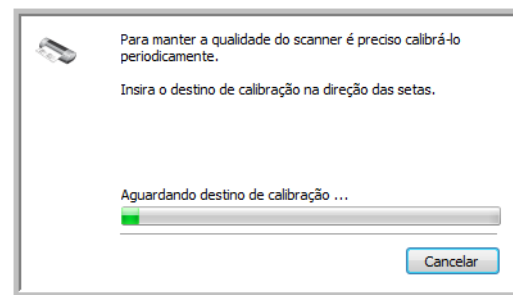 Para manter a qualidade do scanner é preciso calibrá-lo
periodicamente.
Insira o destino de calibração na direção das setas.
Aguardando destino de calibração ...
Cancelar